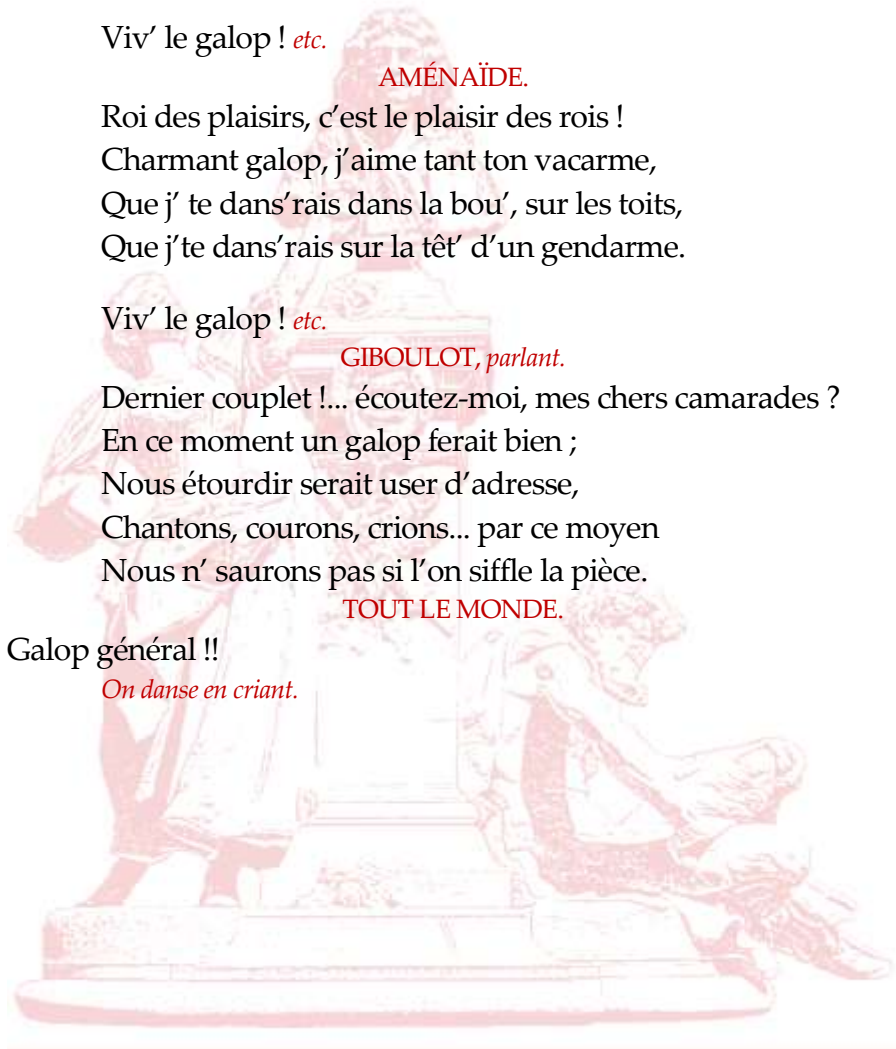 Viv’ le galop ! etc.
AMÉNAÏDE.
Roi des plaisirs, c’est le plaisir des rois !
Charmant galop, j’aime tant ton vacarme,
Que j’ te dans’rais dans la bou’, sur les toits,
Que j’te dans’rais sur la têt’ d’un gendarme.
Viv’ le galop ! etc.
GIBOULOT, parlant.
Dernier couplet !... écoutez-moi, mes chers camarades ?
En ce moment un galop ferait bien ;
Nous étourdir serait user d’adresse,
Chantons, courons, crions... par ce moyen
Nous n’ saurons pas si l’on siffle la pièce.
TOUT LE MONDE.
Galop général !!
On danse en criant.